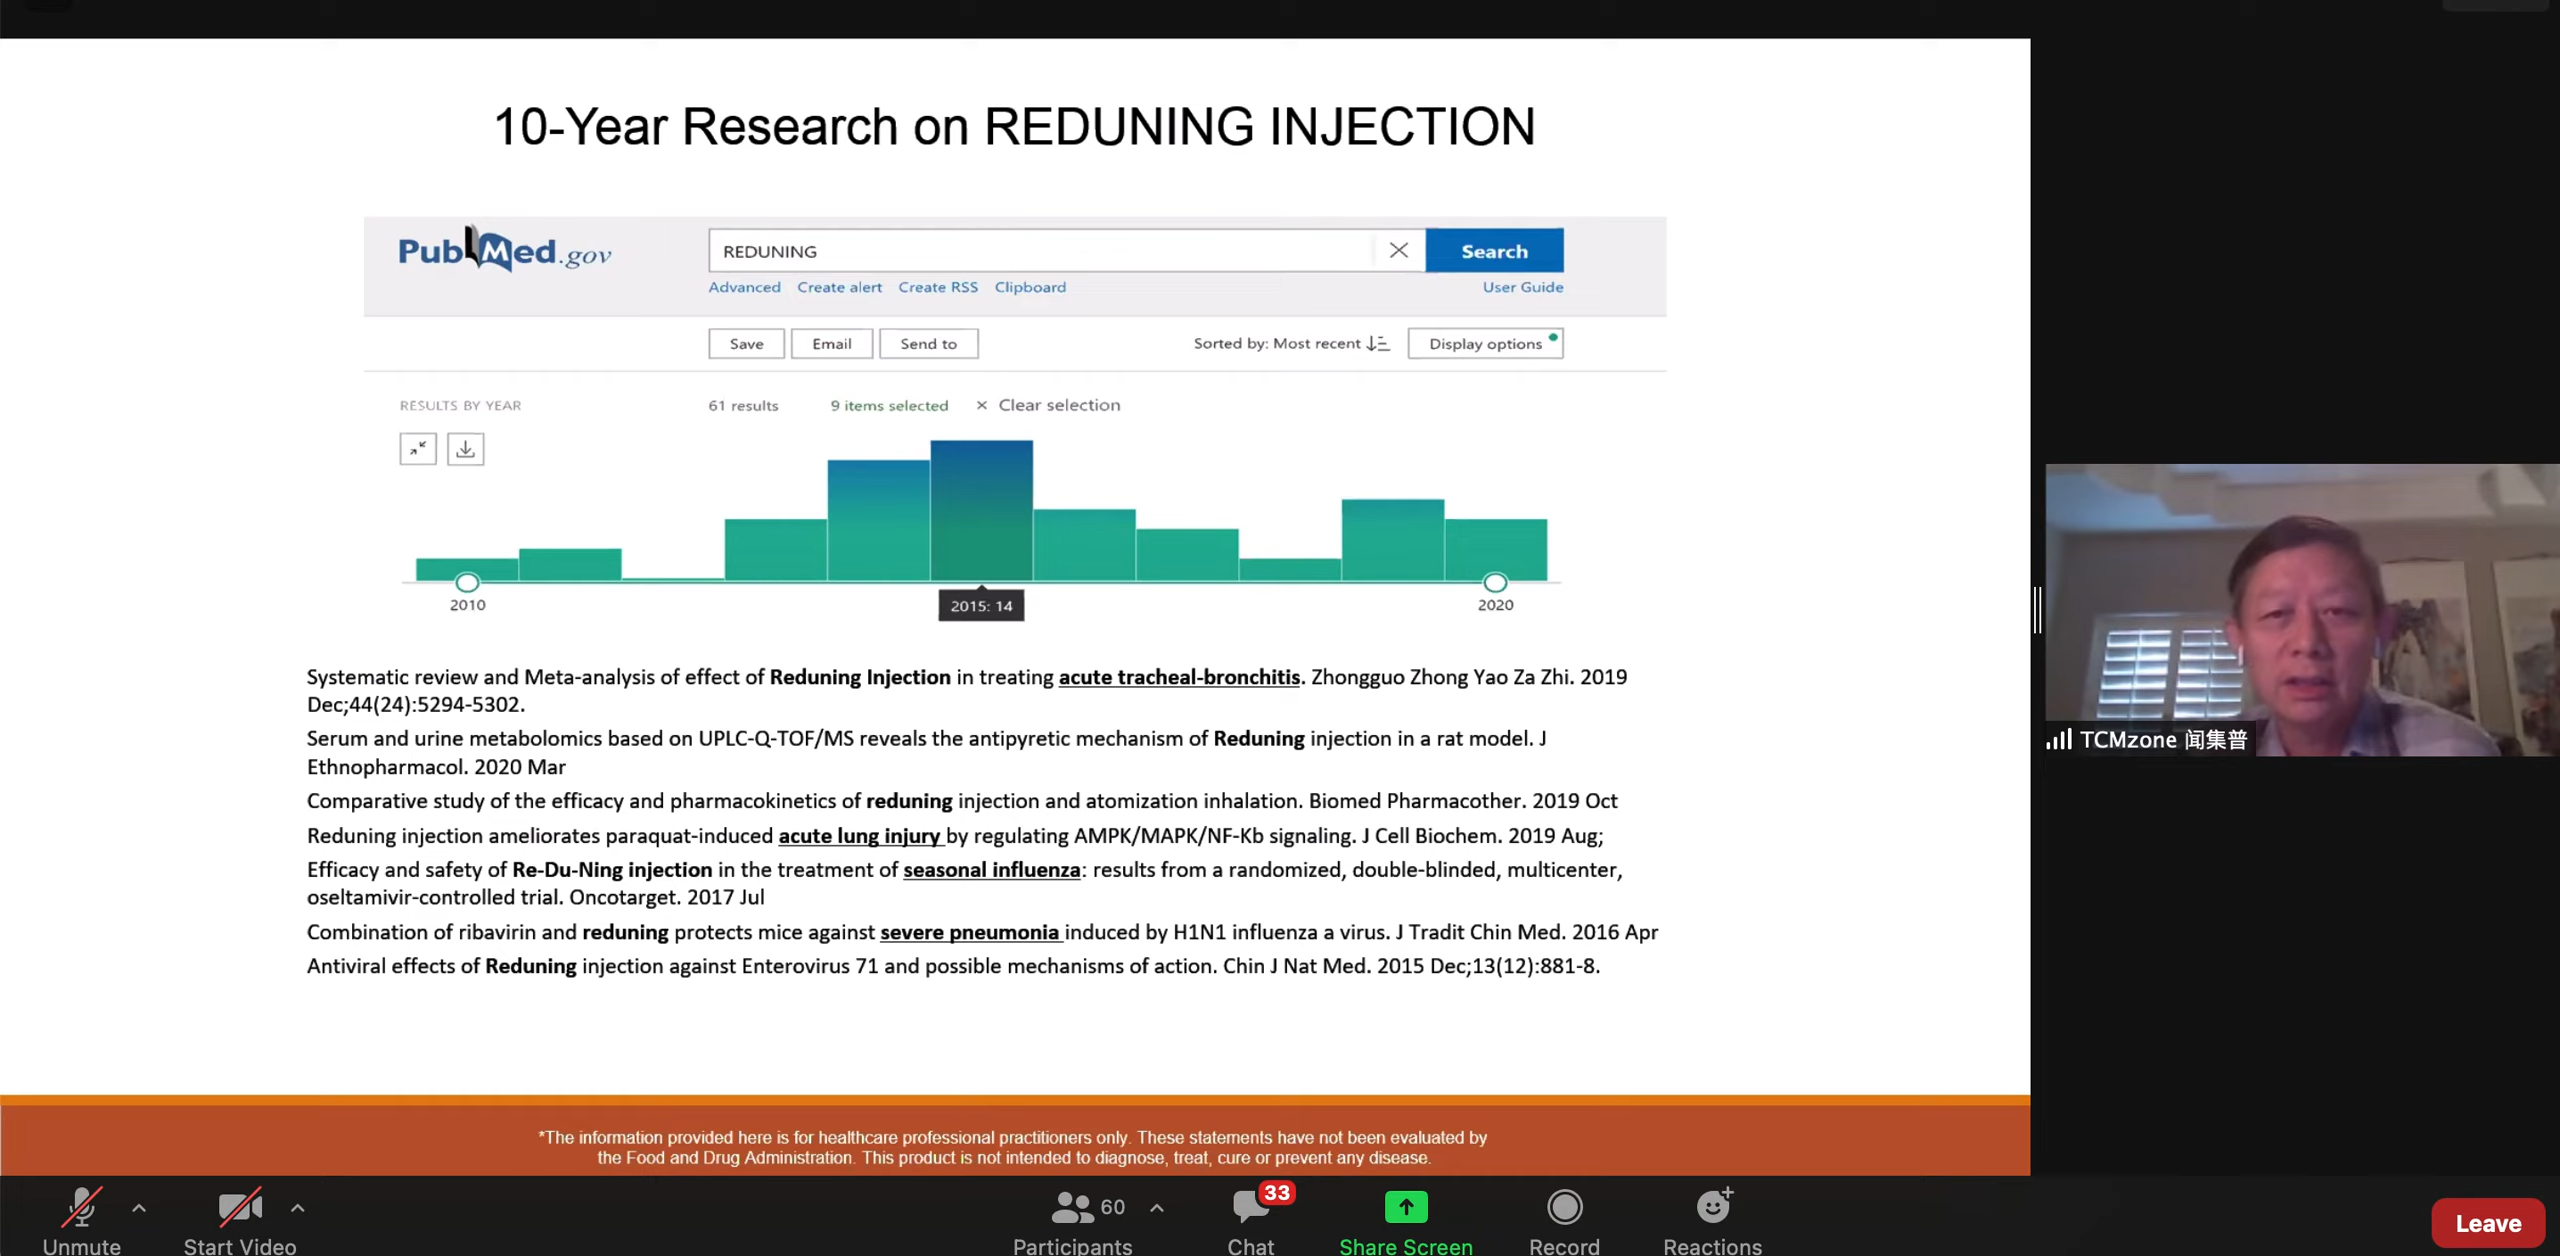 10-Year Research on REDUNING INJECTION
PubMed.gov
REDUNING
Search
Advanced Create alert Create RSS Clipboard
User Guide
Save Email Send to
Sorted by: Most recent
Display options
RESULTS BY YEAR
61 results 9 items selected × Clear selection
2010
2015: 14
2020
Systematic review and Meta-analysis of effect of Reduning Injection in treating acute tracheal-bronchitis. Zhongguo Zhong Yao Za Zhi. 2019
Dec;44(24):5294-5302.
Serum and urine metabolomics based on UPLC-Q-TOF/MS reveals the antipyretic mechanism of Reduning injection in a rat model. J
Ethnopharmacol. 2020 Mar
Comparative study of the efficacy and pharmacokinetics of reduning injection and atomization inhalation. Biomed Pharmacother. 2019 Oct
Reduning injection ameliorates paraquat-induced acute lung injury by regulating AMPK/MAPK/NF-Kb signaling. J Cell Biochem. 2019 Aug;
Efficacy and safety of Re-Du-Ning injection in the treatment of seasonal influenza: results from a randomized, double-blinded, multicenter,
oseltamivir-controlled trial. Oncotarget. 2017 Jul
Combination of ribavirin and reduning protects mice against severe pneumonia induced by H1N1 influenza a virus. J Tradit Chin Med. 2016 Apr
Antiviral effects of Reduning injection against Enterovirus 71 and possible mechanisms of action. Chin J Nat Med. 2015 Dec;13(12):881-8.
*The information provided here is for healthcare professional practitioners only. These statements have not been evaluated by
the Food and Drug Administration. This product is not intended to diagnose, treat, cure or prevent any disease.
TCMzone 闻集普
60
33
Unmute
Start Video
Participants
Chat
Share Screen
Record
Reactions
Leave